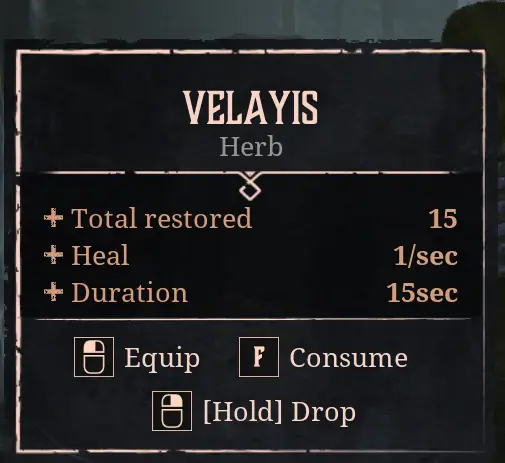 VELAYIS
Herb
Total restored 15
Heal 1/sec
Duration 15sec
Equip F Consume
[Hold] Drop